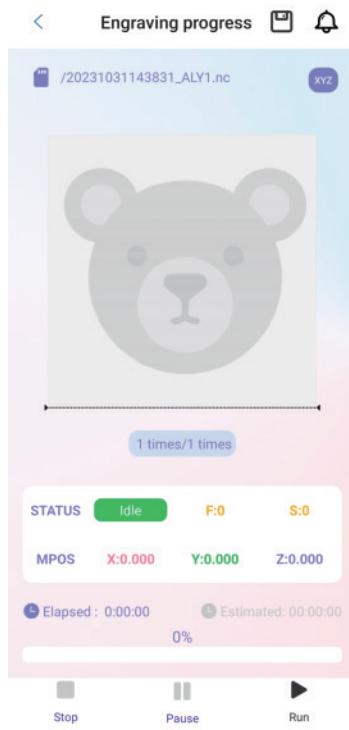 Engraving progress
/20231031143831_ALY1.nc
XYZ
1 times/1 times
STATUS Idle F:0 S:0
MPOS X:0.000 Y:0.000 Z:0.000
Elapsed : 0:00:00 Estimated: 00:00:00
0%
Stop Pause Run